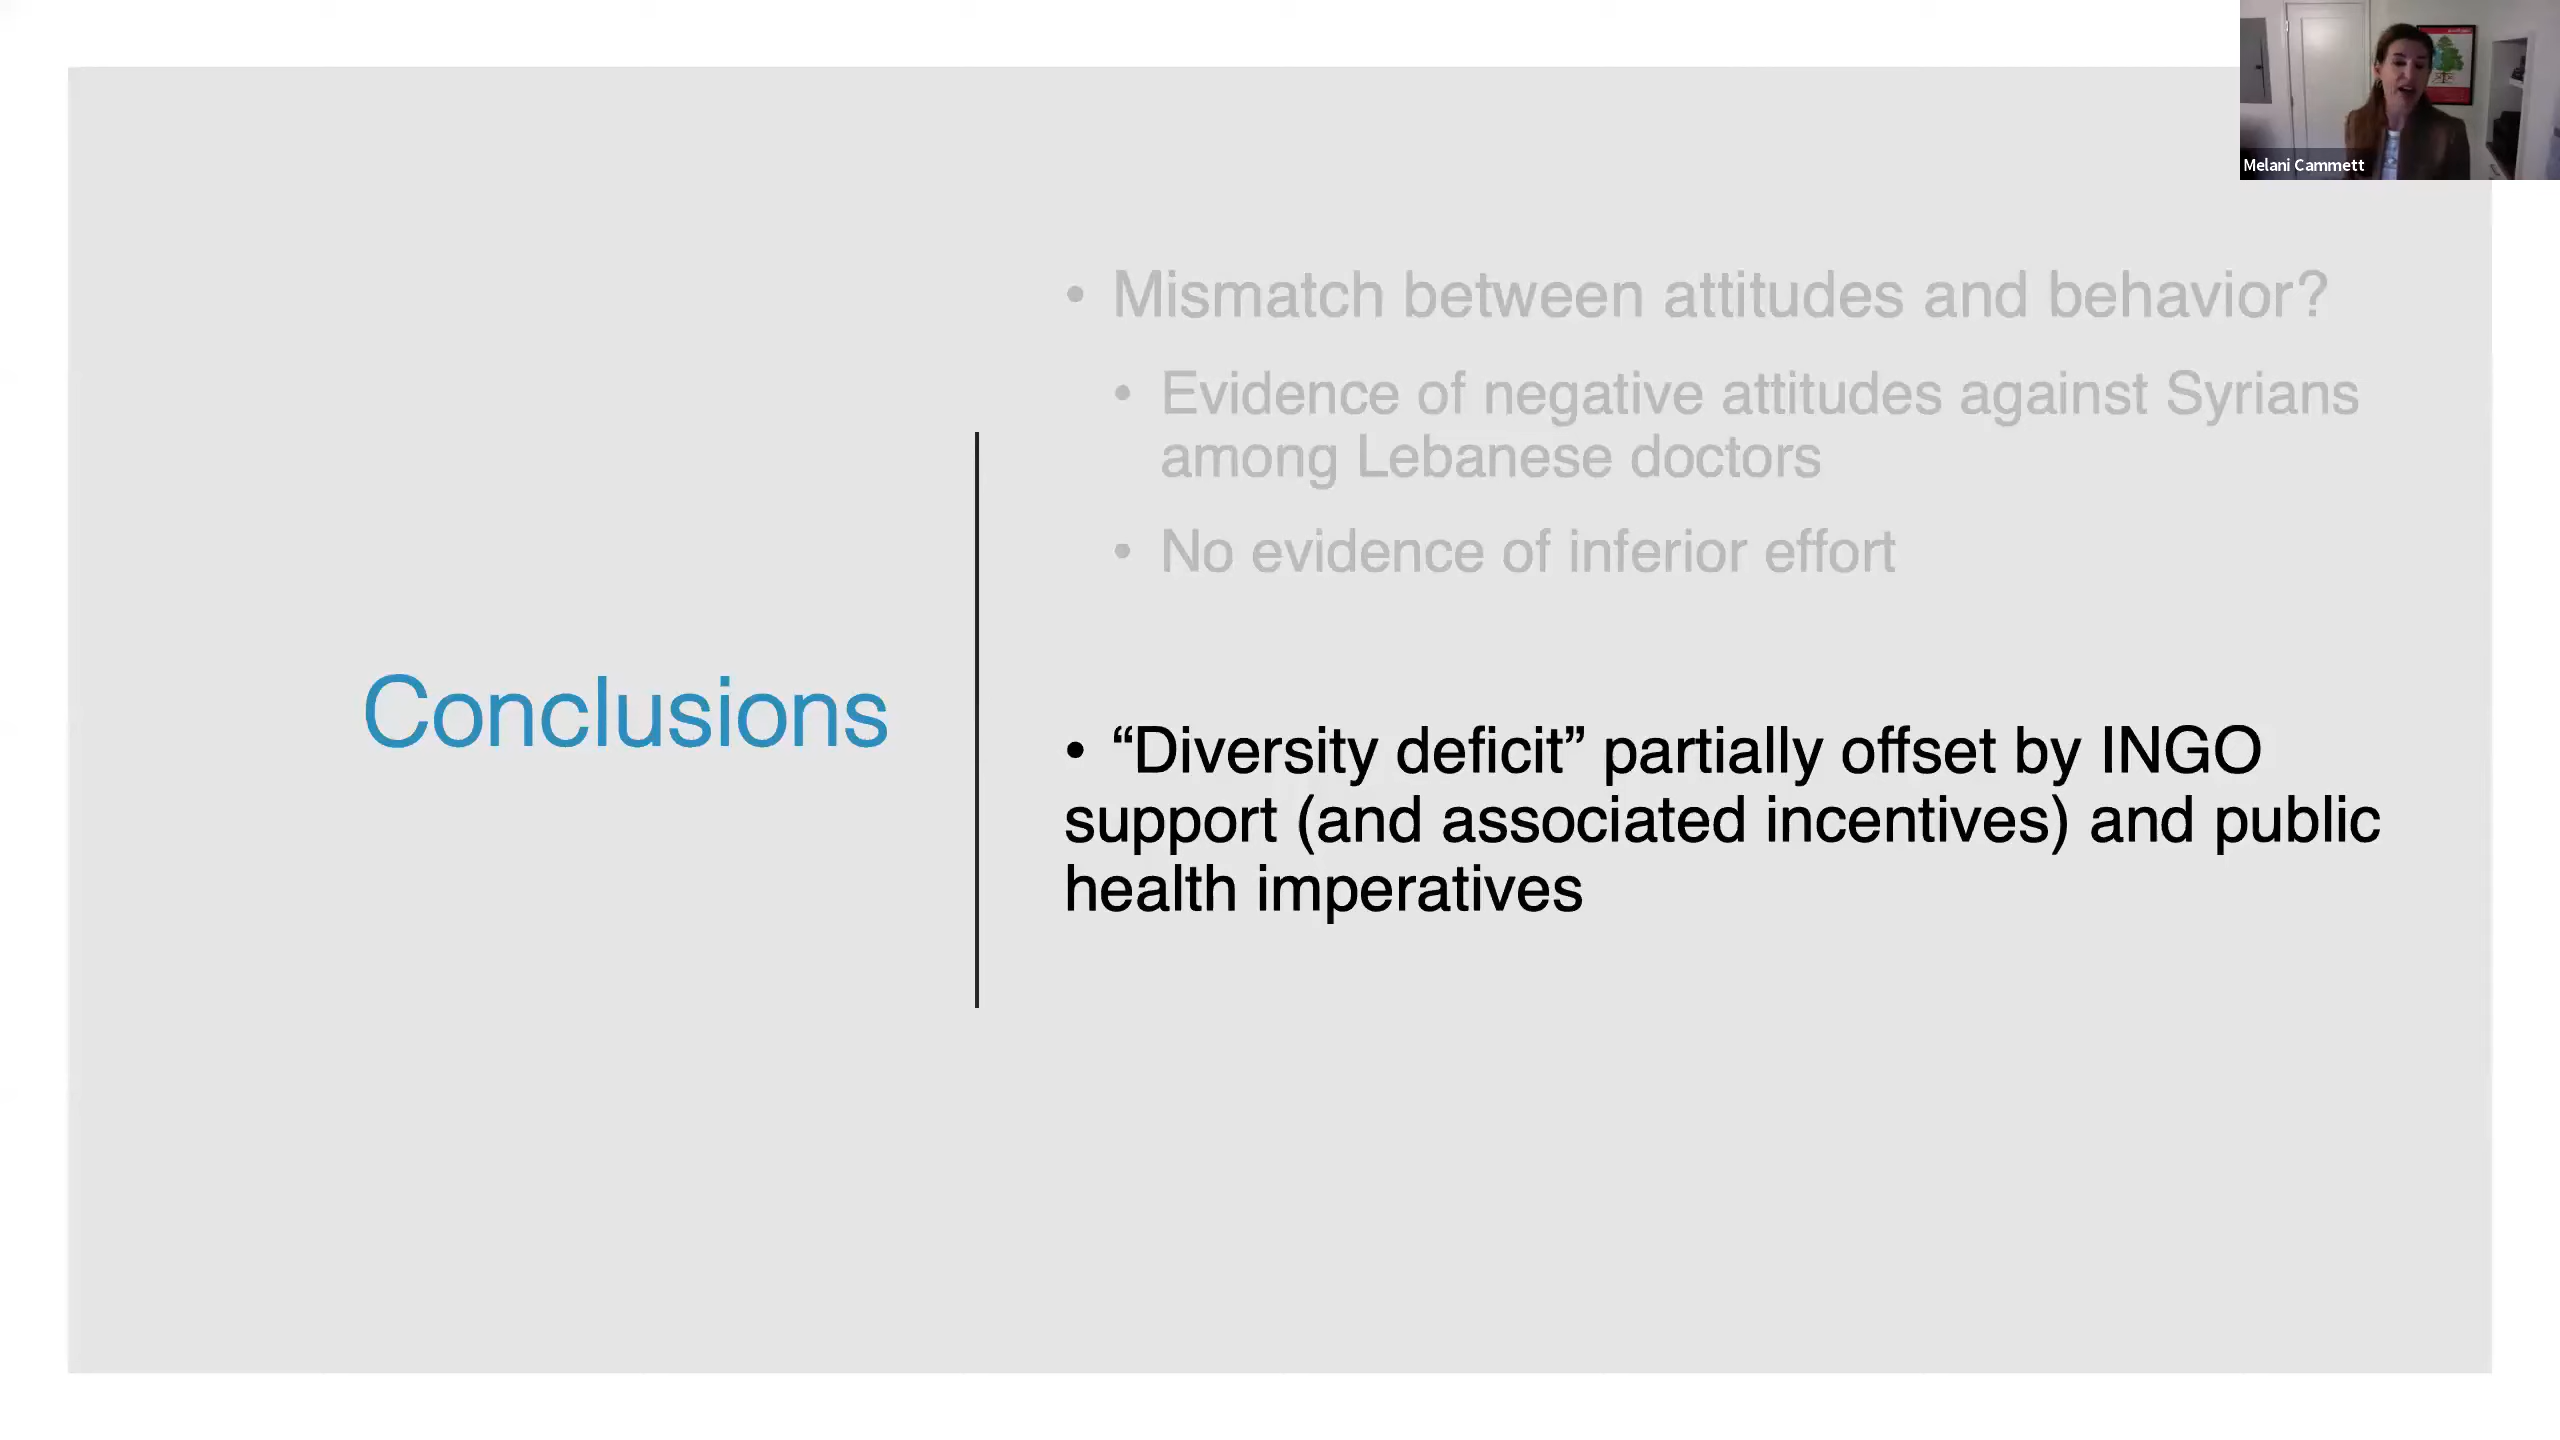 Melani Cammett
• Mismatch between attitudes and behavior?
• Evidence of negative attitudes against Syrians
among Lebanese doctors
• No evidence of inferior effort
Conclusions
• “Diversity deficit” partially offset by INGO
support (and associated incentives) and public
health imperatives